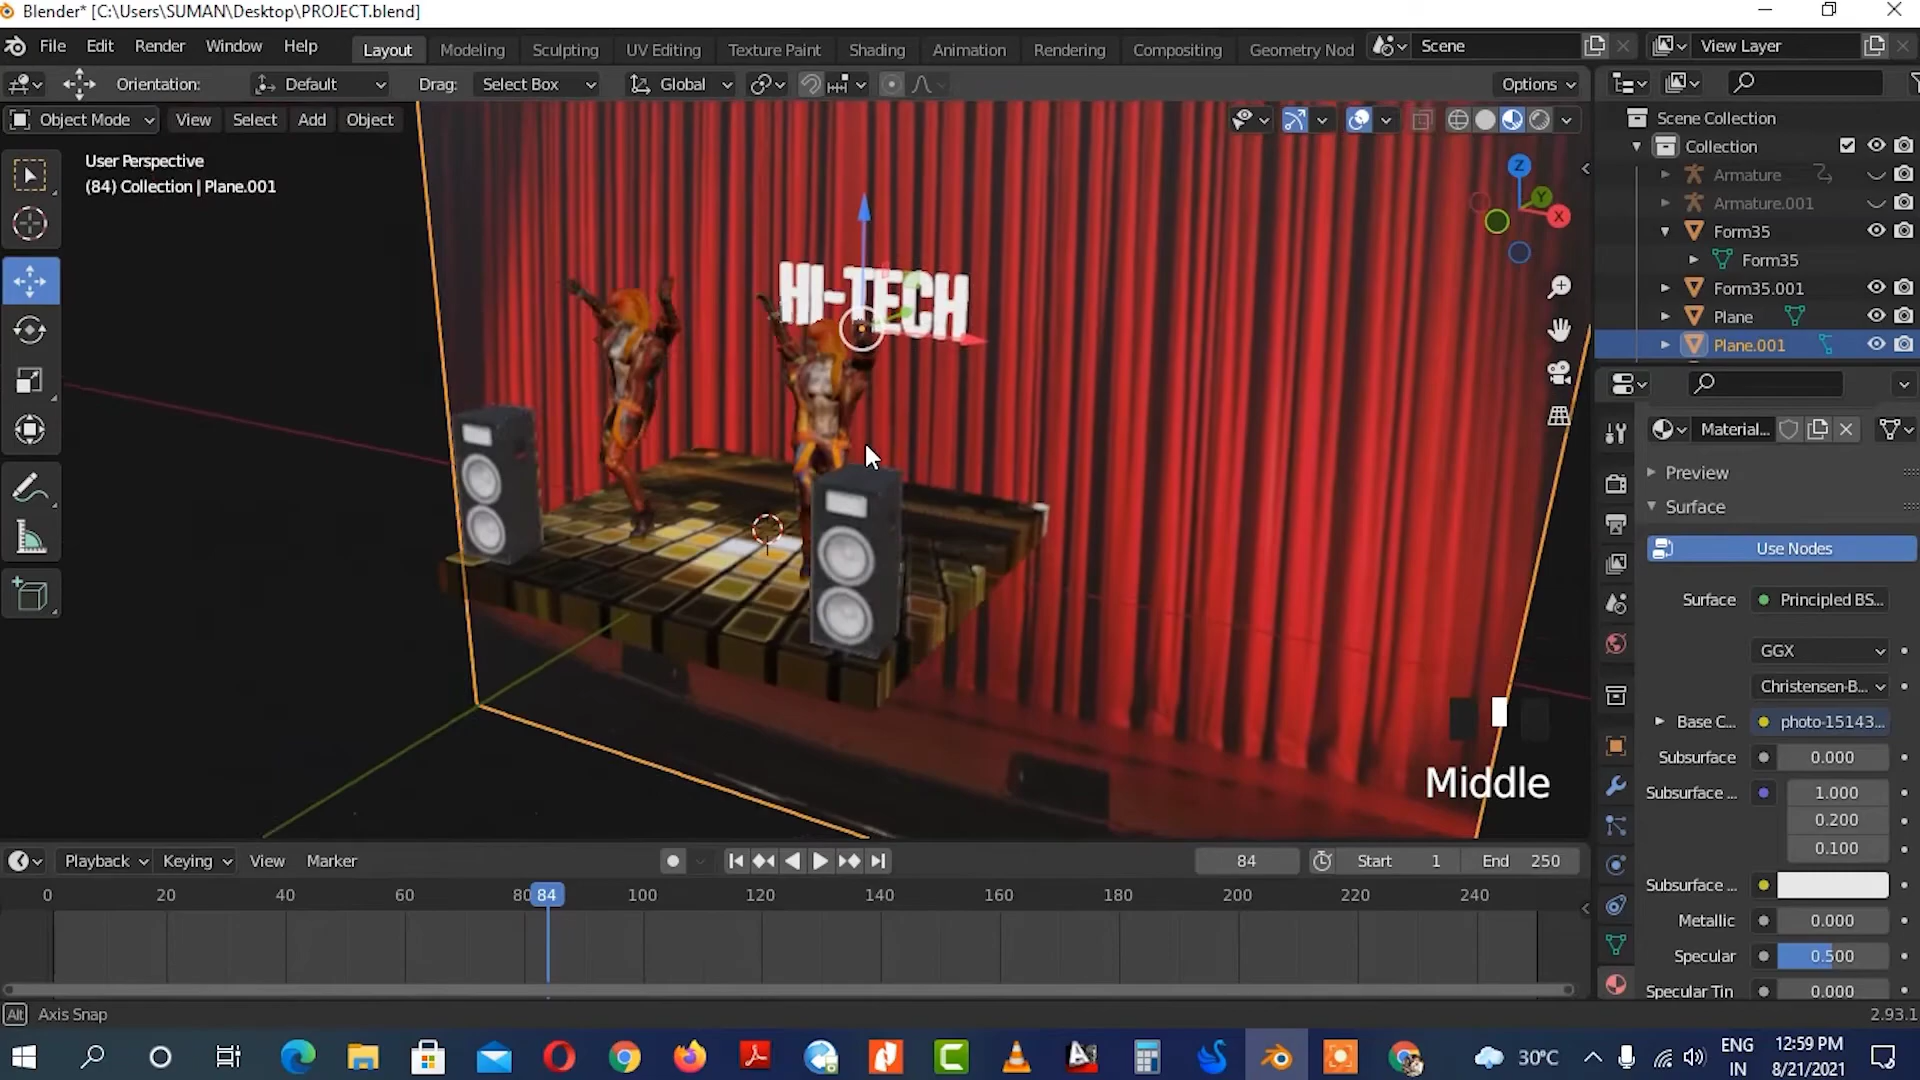 Blender* [C:\Users\SUMAN\Desktop\PROJECT.blend]
File Edit Render Window Help
Layout Modeling Sculpting UV Editing Texture Paint Shading Animation Rendering Compositing Geometry Nod
Scene
View Layer
Orientation: Default Drag: Select Box Global Options
Object Mode View Select Add Object
User Perspective
(84) Collection | Plane.001
HI-TECH
Z
Y
X
Middle
Scene Collection
Collection
Armature
Armature.001
Form35
Form35
Form35.001
Plane
Plane.001
Material...
Preview
Surface
Use Nodes
Surface Principled BS...
GGX
Christensen-B...
Base C... photo-15143...
Subsurface 0.000
Subsurface ... 1.000
0.200
0.100
Subsurface ...
Metallic 0.000
Specular 0.500
Specular Tin 0.000
Playback Keying View Marker
84 Start 1 End 250
0 20 40 60 80 84 100 120 140 160 180 200 220 240
Alt Axis Snap
2.93.1
30°C
ENG
IN
12:59 PM
8/21/2021